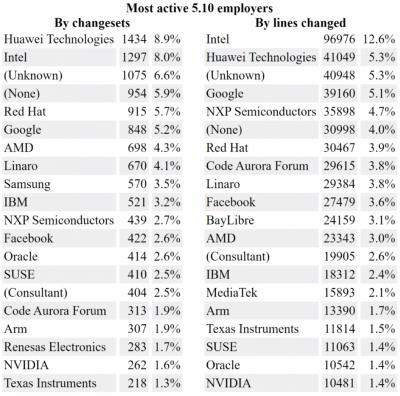 Most active 5.10 employers
By changesets By lines changed
Huawei Technologies 1434 8.9% Intel 96976 12.6%
Intel 1297 8.0% Huawei Technologies 41049 5.3%
(Unknown) 1075 6.6% (Unknown) 40948 5.3%
(None) 954 5.9% Google 39160 5.1%
Red Hat 915 5.7% NXP Semiconductors 35898 4.7%
Google 848 5.2% (None) 30998 4.0%
AMD 698 4.3% Red Hat 30467 3.9%
Linaro 670 4.1% Code Aurora Forum 29615 3.8%
Samsung 570 3.5% Linaro 29384 3.8%
IBM 521 3.2% Facebook 27479 3.6%
NXP Semiconductors 439 2.7% BayLibre 24159 3.1%
Facebook 422 2.6% AMD 23343 3.0%
Oracle 414 2.6% (Consultant) 19905 2.6%
SUSE 410 2.5% IBM 18312 2.4%
(Consultant) 404 2.5% MediaTek 15893 2.1%
Code Aurora Forum 313 1.9% Arm 13390 1.7%
Arm 307 1.9% Texas Instruments 11814 1.5%
Renesas Electronics 283 1.7% SUSE 11063 1.4%
NVIDIA 262 1.6% Oracle 10542 1.4%
Texas Instruments 218 1.3% NVIDIA 10481 1.4%